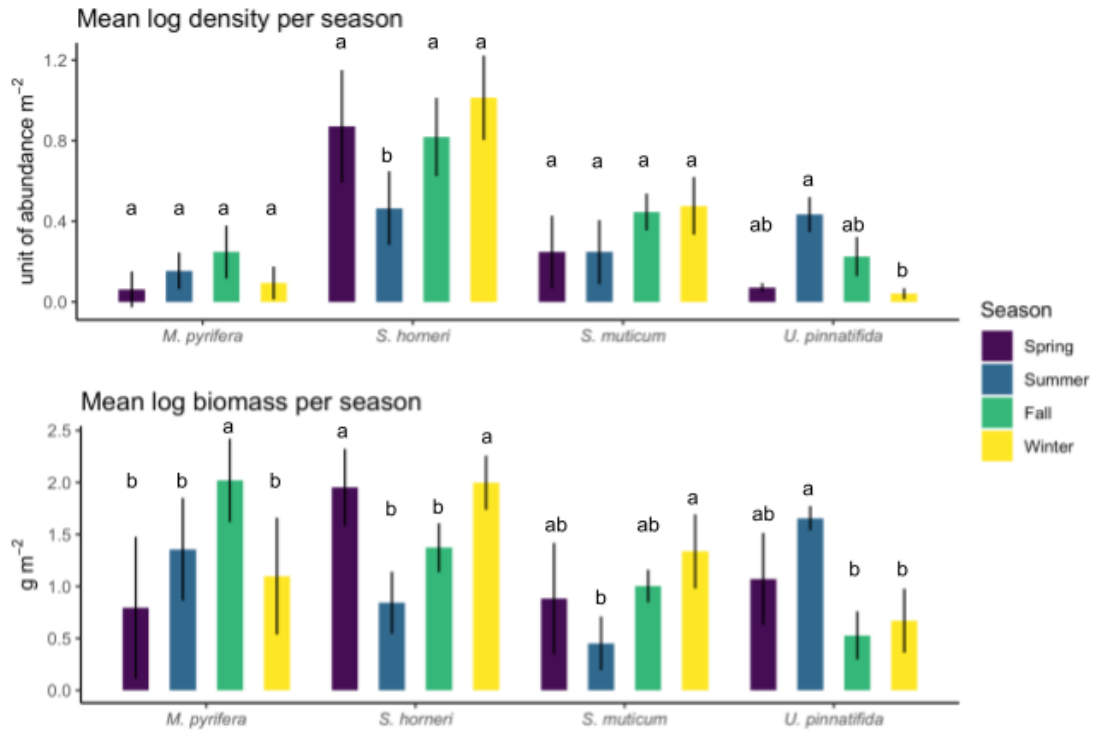 Mean log density per season
a a a
1.2
unit of abundance m⁻²
0.8
b
a a a a
a
a a a a
ab ab
0.4
b
0.0
M. pyrifera S. horneri S. muticum U. pinnatifida
Season
Spring
Summer
Fall
Winter
Mean log biomass per season
2.5
a a a
b b b
2.0
a
a
b b
ab ab ab
1.5
g m⁻²
b b b
1.0
0.5
0.0
M. pyrifera S. horneri S. muticum U. pinnatifida